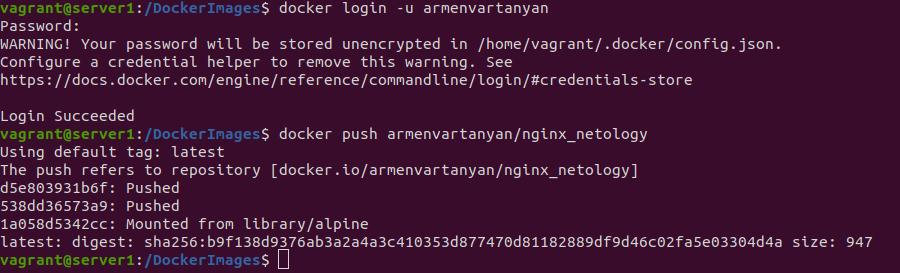 vagrant@server1:/DockerImages$ docker login -u armenvartanyan
Password:
WARNING! Your password will be stored unencrypted in /home/vagrant/.docker/config.json.
Configure a credential helper to remove this warning. See
https://docs.docker.com/engine/reference/commandline/login/#credentials-store
Login Succeeded
vagrant@server1:/DockerImages$ docker push armenvartanyan/nginx_netology
Using default tag: latest
The push refers to repository [docker.io/armenvartanyan/nginx_netology]
d5e803931b6f: Pushed
538dd36573a9: Pushed
1a058d5342cc: Mounted from library/alpine
latest: digest: sha256:b9f138d9376ab3a2a4a3c410353d877470d81182889df9d46c02fa5e03304d4a size: 947
vagrant@server1:/DockerImages$